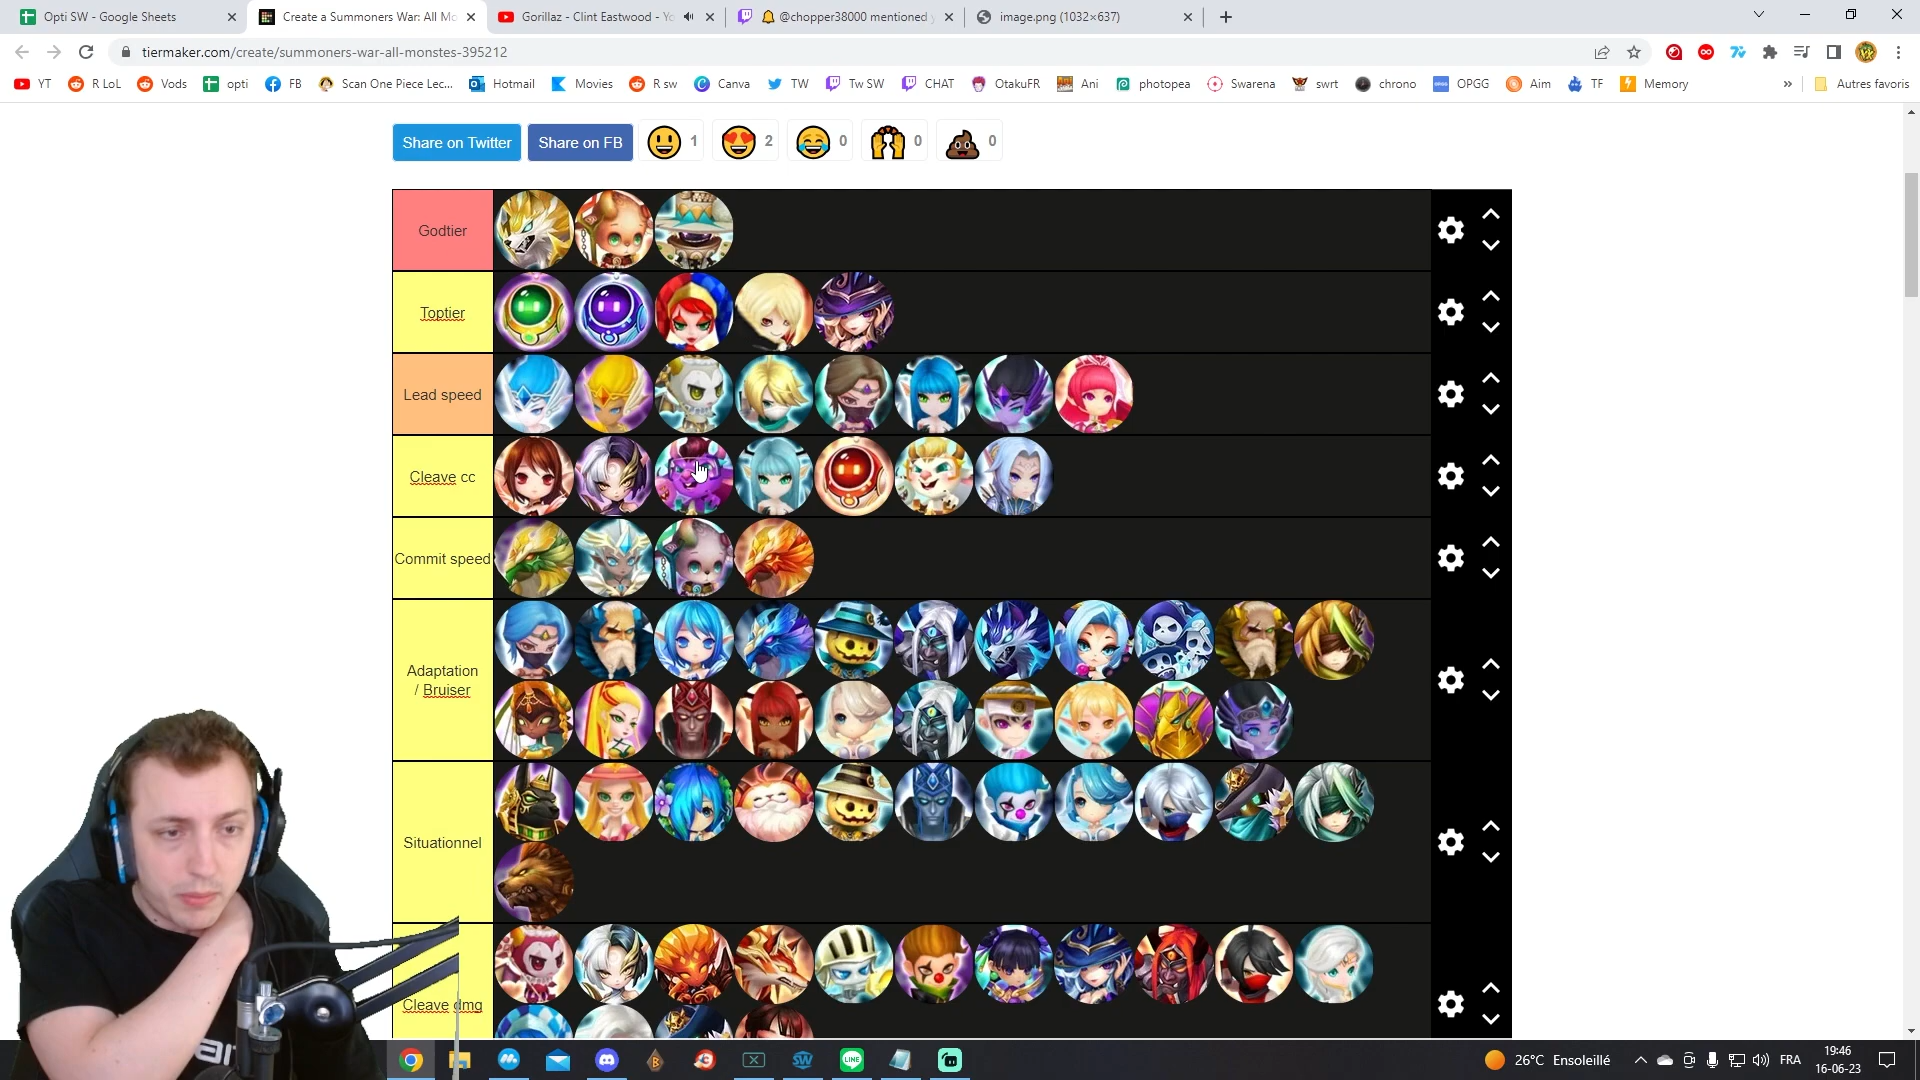 Opti SW - Google Sheets
Create a Summoners War: All Mo
Gorillaz - Clint Eastwood - Yo
@chopper38000 mentioned y
image.png (1032×637)
tiermaker.com/create/summoners-war-all-monstes-395212
YT
R LoL
Vods
opti
FB
Scan One Piece Lec...
Hotmail
Movies
R sw
Canva
TW
Tw SW
CHAT
OtakuFR
Ani
photopea
Swarena
swrt
chrono
OPGG
Aim
TF
Memory
»
Autres favoris
Share on Twitter
Share on FB
1
2
0
0
0
Godtier
Toptier
Lead speed
Cleave cc
Commit speed
Adaptation
/ Bruiser
Situationnel
Cleave dmg
26°C Ensoleillé
FRA
19:46
16-06-23